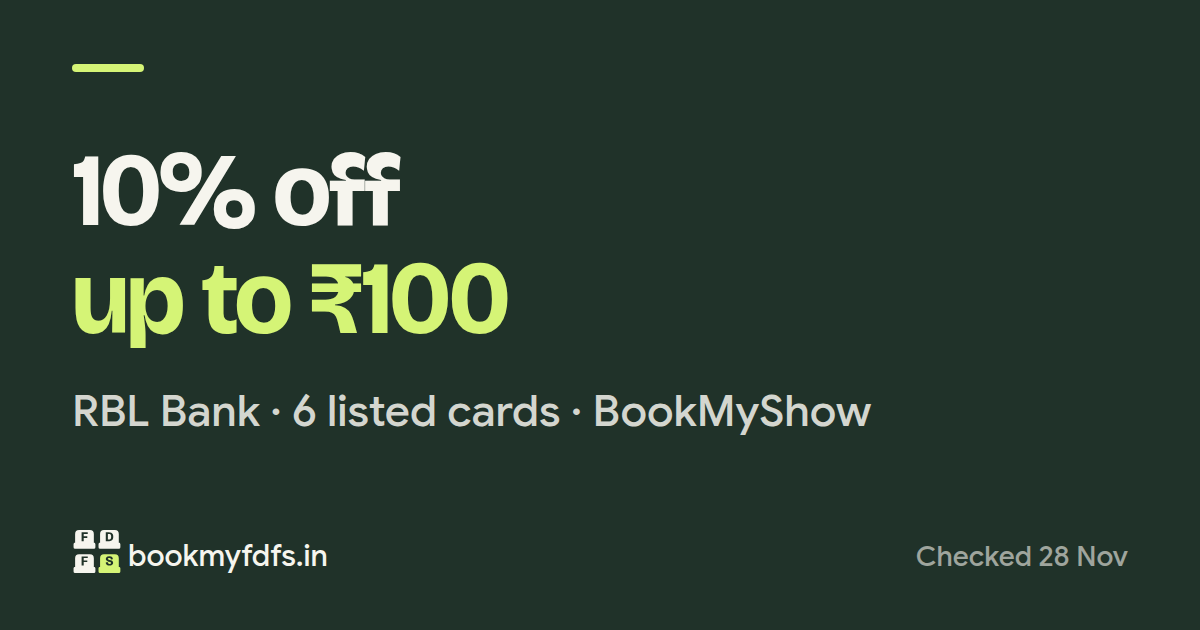 10% off
up to ₹100
RBL Bank · 6 listed cards · BookMyShow
F D
F S
bookmyfdfs.in
Checked 28 Nov